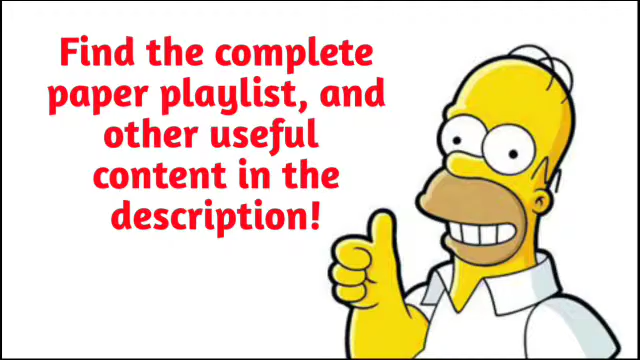 Find the complete
paper playlist, and
other useful
content in the
description!